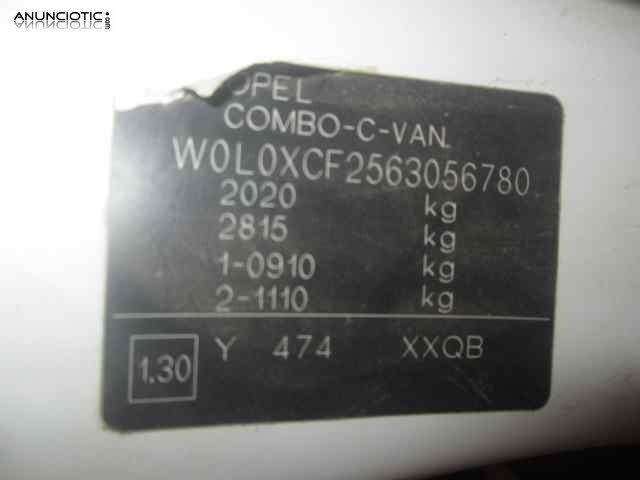 ANUNCIOTIC.com
OPEL
COMBO-C-VAN.
W0L0XCF2563056780
2020 kg
2815 kg
1-0910 kg
2-1110 kg
1.30 Y 474 XXQB